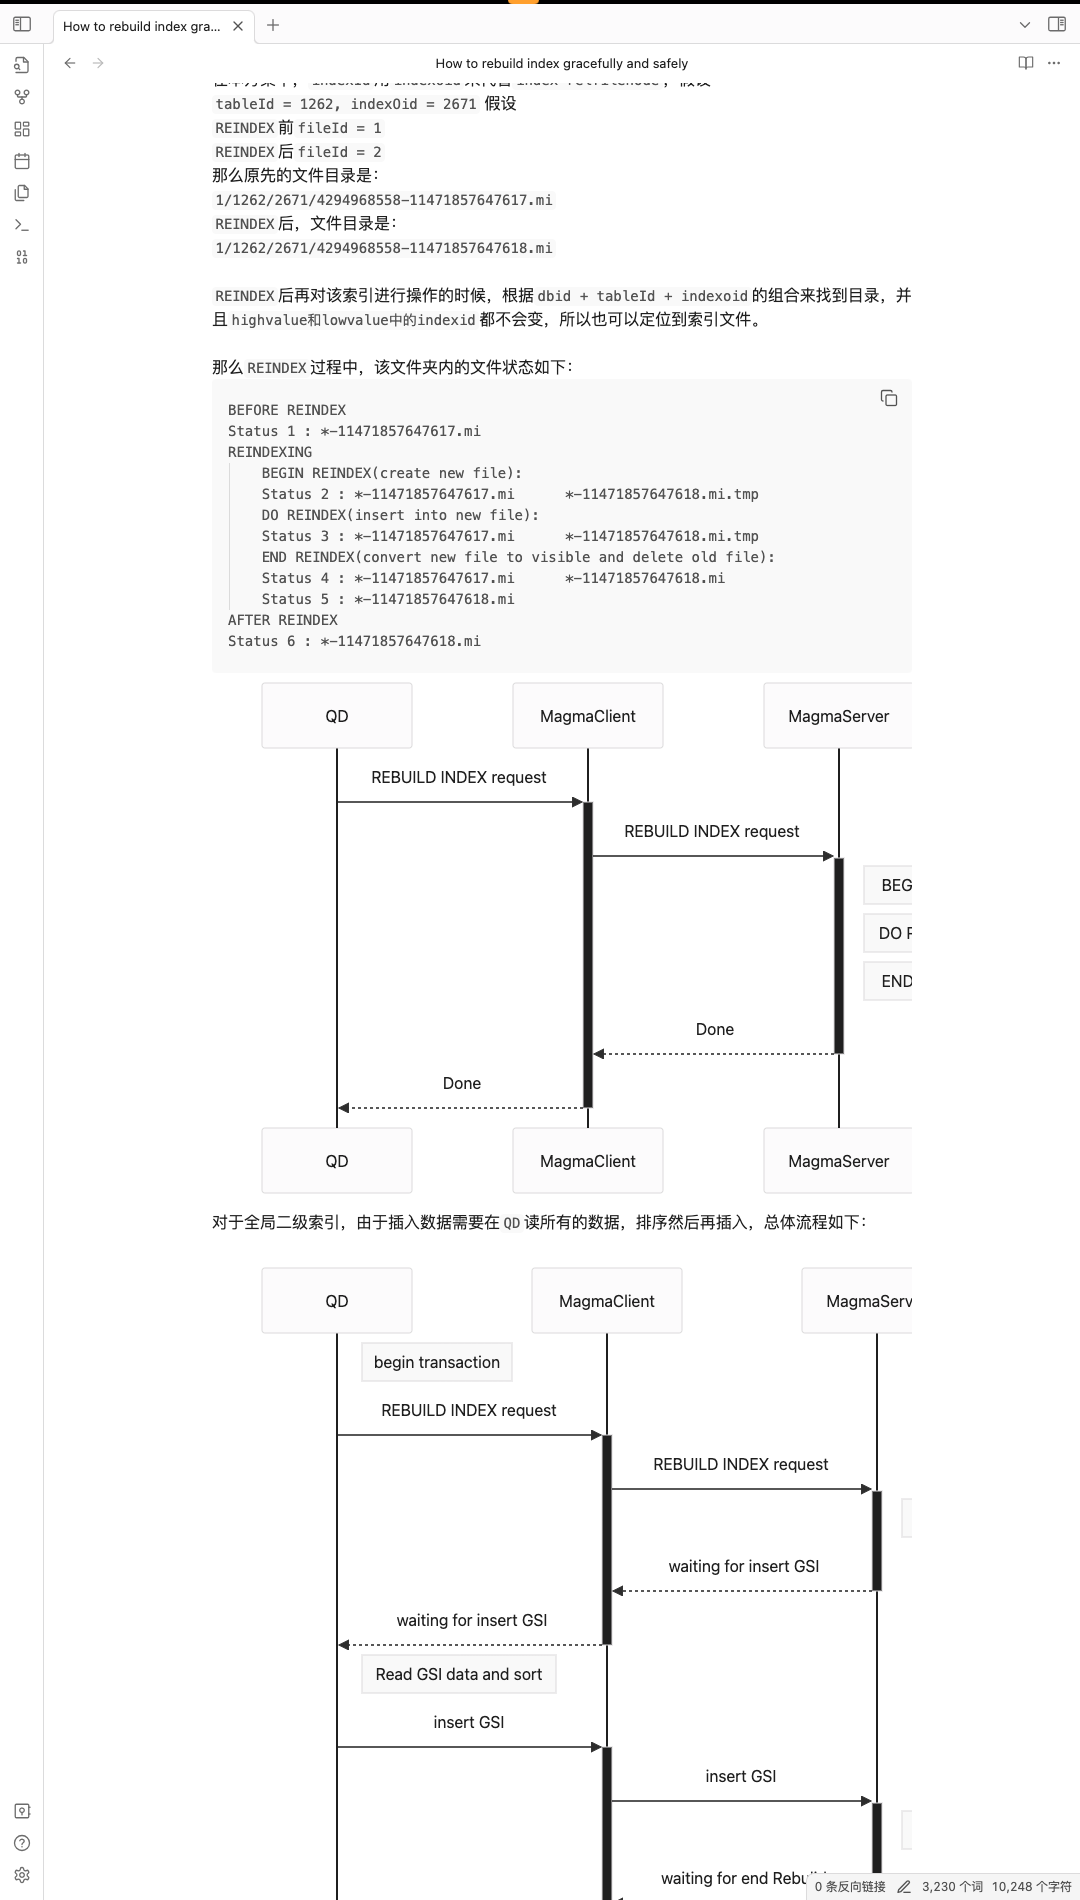 How to rebuild index gra...
How to rebuild index gracefully and safely
tableId = 1262, indexOid = 2671 假设
REINDEX 前 fileId = 1
REINDEX 后 fileId = 2
那么原先的文件目录是：
1/1262/2671/4294968558-11471857647617.mi
REINDEX 后，文件目录是：
1/1262/2671/4294968558-11471857647618.mi
REINDEX 后再对该索引进行操作的时候，根据 dbid + tableId + indexoid 的组合来找到目录，并
且 highvalue和lowvalue中的indexid 都不会变，所以也可以定位到索引文件。
那么 REINDEX 过程中，该文件夹内的文件状态如下：
BEFORE REINDEX
Status 1 : *-11471857647617.mi
REINDEXING
BEGIN REINDEX(create new file):
Status 2 : *-11471857647617.mi *-11471857647618.mi.tmp
DO REINDEX(insert into new file):
Status 3 : *-11471857647617.mi *-11471857647618.mi.tmp
END REINDEX(convert new file to visible and delete old file):
Status 4 : *-11471857647617.mi *-11471857647618.mi
Status 5 : *-11471857647618.mi
AFTER REINDEX
Status 6 : *-11471857647618.mi
QD MagmaClient MagmaServer
REBUILD INDEX request
REBUILD INDEX request
BEG
DO
END
Done
Done
QD MagmaClient MagmaServer
对于全局二级索引，由于插入数据需要在 QD 读所有的数据，排序然后再插入，总体流程如下：
QD MagmaClient MagmaServ
begin transaction
REBUILD INDEX request
REBUILD INDEX request
waiting for insert GSI
waiting for insert GSI
Read GSI data and sort
insert GSI
insert GSI
waiting for end
0 条反向链接 3,230 个词 10,248 个字符